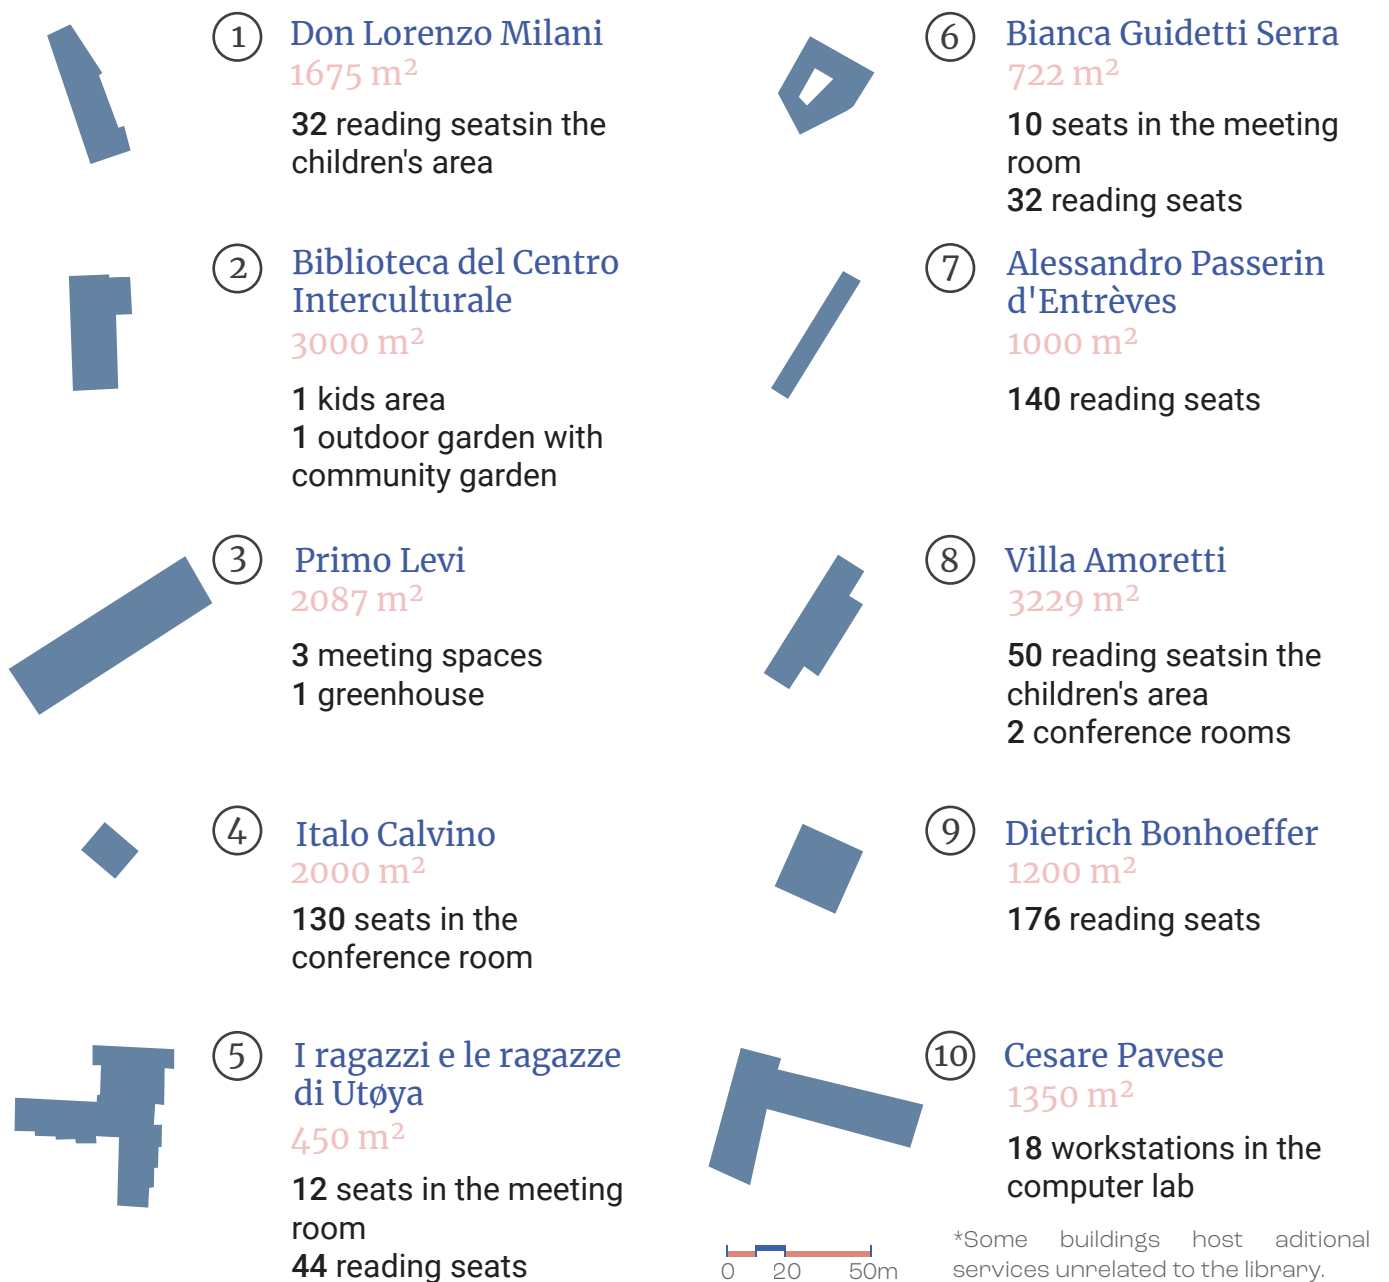 1
Don Lorenzo Milani
1675 m²
32 reading seatsin the
children's area
2
Biblioteca del Centro
Interculturale
3000 m²
1 kids area
1 outdoor garden with
community garden
3
Primo Levi
2087 m²
3 meeting spaces
1 greenhouse
4
Italo Calvino
2000 m²
130 seats in the
conference room
5
I ragazzi e le ragazze
di Utøya
450 m²
12 seats in the meeting
room
44 reading seats
6
Bianca Guidetti Serra
722 m²
10 seats in the meeting
room
32 reading seats
7
Alessandro Passerin
d'Entrèves
1000 m²
140 reading seats
8
Villa Amoretti
3229 m²
50 reading seatsin the
children's area
2 conference rooms
9
Dietrich Bonhoeffer
1200 m²
176 reading seats
10
Cesare Pavese
1350 m²
18 workstations in the
computer lab
0 20 50m
*Some buildings host aditional
services unrelated to the library.